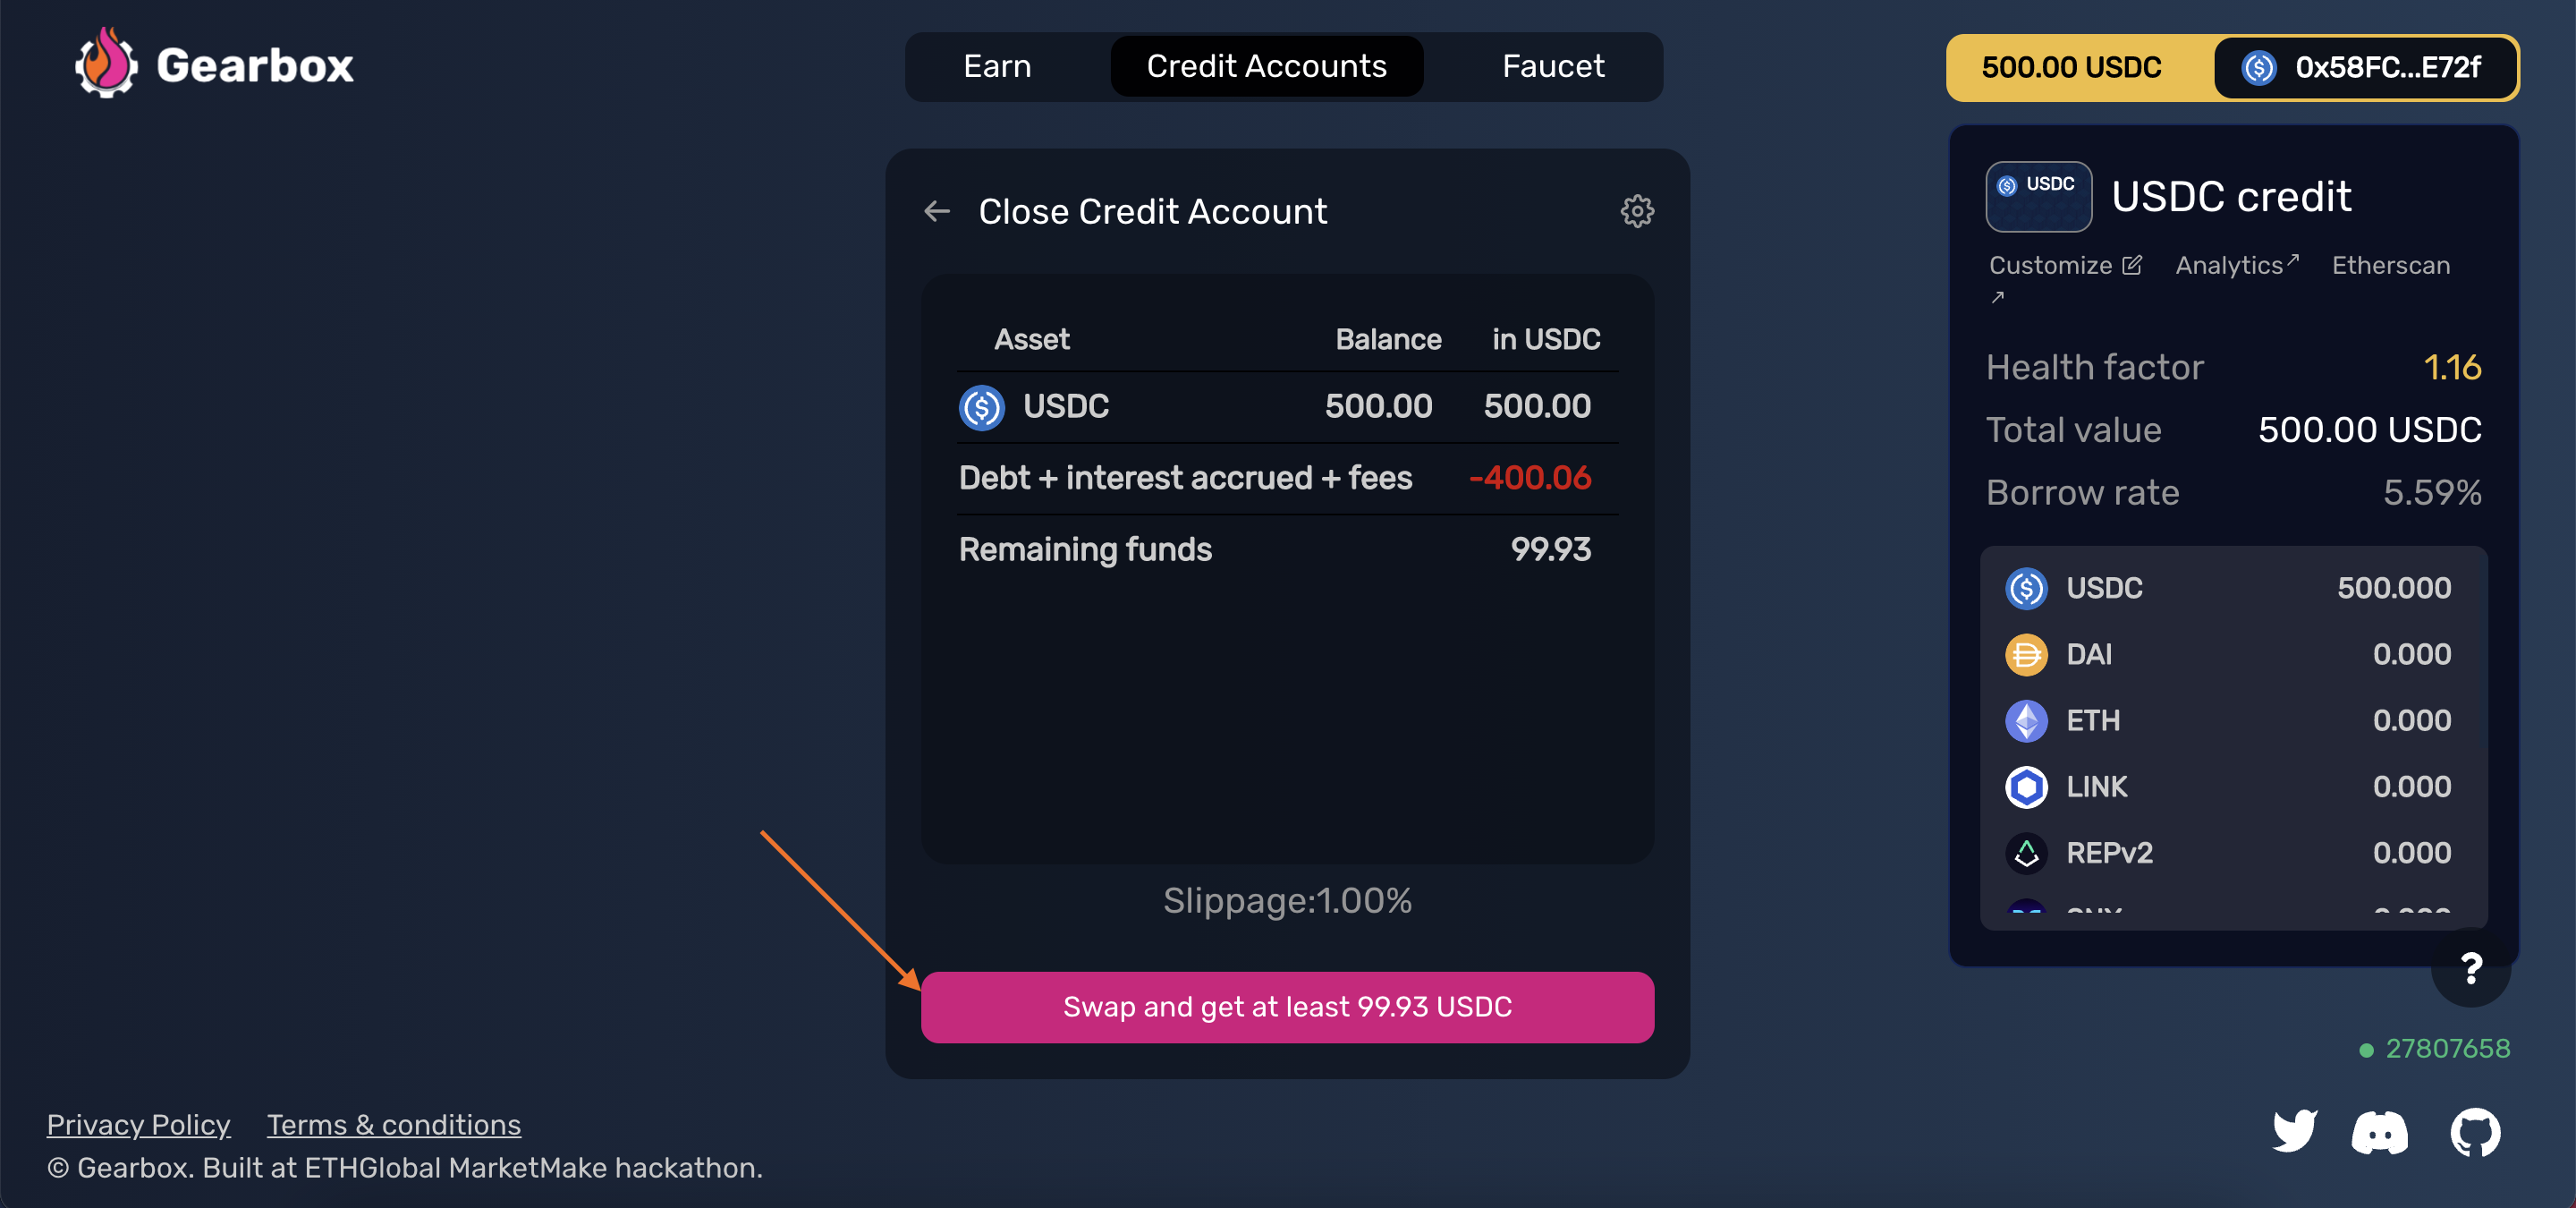 Gearbox
Earn
Credit Accounts
Faucet
500.00 USDC
0x58FC...E72f
Close Credit Account
Asset Balance in USDC
USDC 500.00 500.00
Debt + interest accrued + fees -400.06
Remaining funds 99.93
Slippage:1.00%
Swap and get at least 99.93 USDC
USDC
USDC credit
Customize Analytics↗ Etherscan
↗
Health factor 1.16
Total value 500.00 USDC
Borrow rate 5.59%
USDC 500.000
DAI 0.000
ETH 0.000
LINK 0.000
REPv2 0.000
?
27807658
Privacy Policy Terms & conditions
© Gearbox. Built at ETHGlobal MarketMake hackathon.